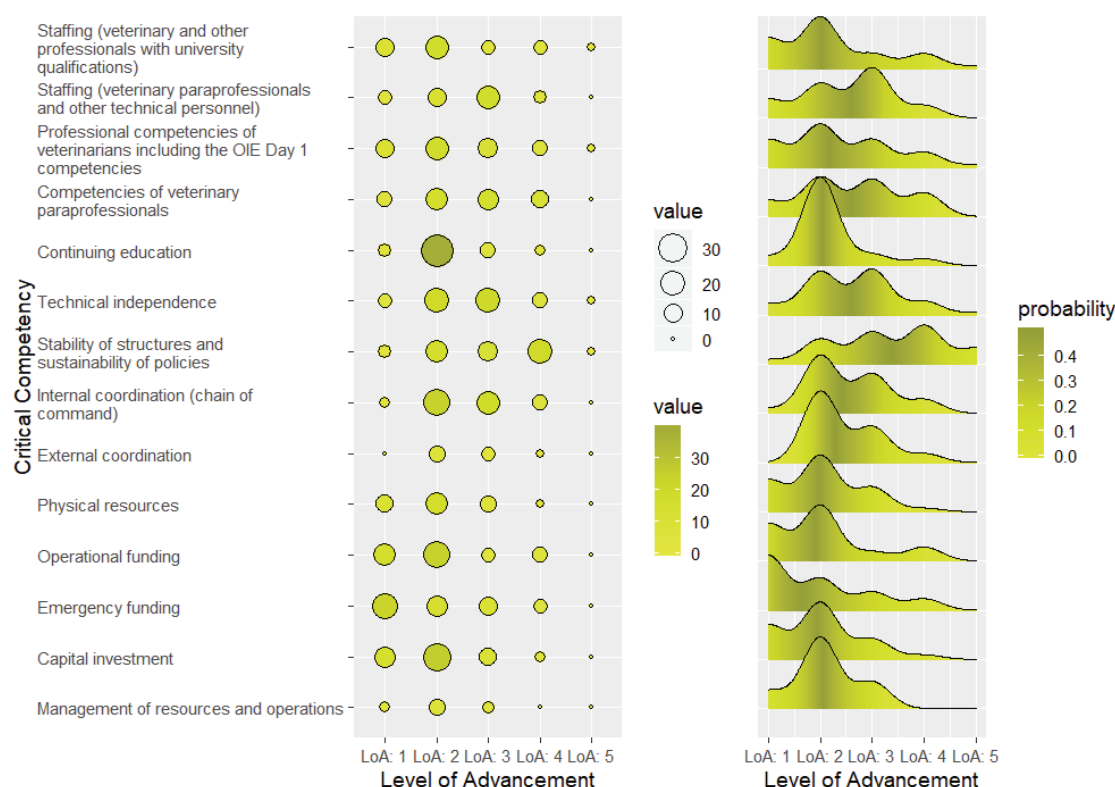 Critical Competency
Staffing (veterinary and other
professionals with university
qualifications)
Staffing (veterinary paraprofessionals
and other technical personnel)
Professional competencies of
veterinarians including the OIE Day 1
competencies
Competencies of veterinary
paraprofessionals
Continuing education
Technical independence
Stability of structures and
sustainability of policies
Internal coordination (chain of
command)
External coordination
Physical resources
Operational funding
Emergency funding
Capital investment
Management of resources and operations
LoA: 1 LoA: 2 LoA: 3 LoA: 4 LoA: 5
Level of Advancement
value
30
20
10
0
value
30
20
10
0
LoA: 1 LoA: 2 LoA: 3 LoA: 4 LoA: 5
Level of Advancement
probability
0.4
0.3
0.2
0.1
0.0